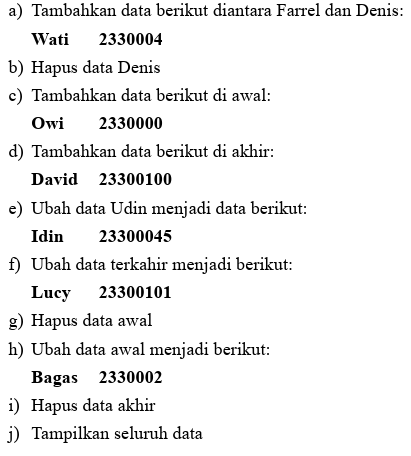 a) Tambahkan data berikut diantara Farrel dan Denis:
Wati 2330004
b) Hapus data Denis
c) Tambahkan data berikut di awal:
Owi 2330000
d) Tambahkan data berikut di akhir:
David 23300100
e) Ubah data Udin menjadi data berikut:
Idin 23300045
f) Ubah data terkahir menjadi berikut:
Lucy 23300101
g) Hapus data awal
h) Ubah data awal menjadi berikut:
Bagas 2330002
i) Hapus data akhir
j) Tampilkan seluruh data